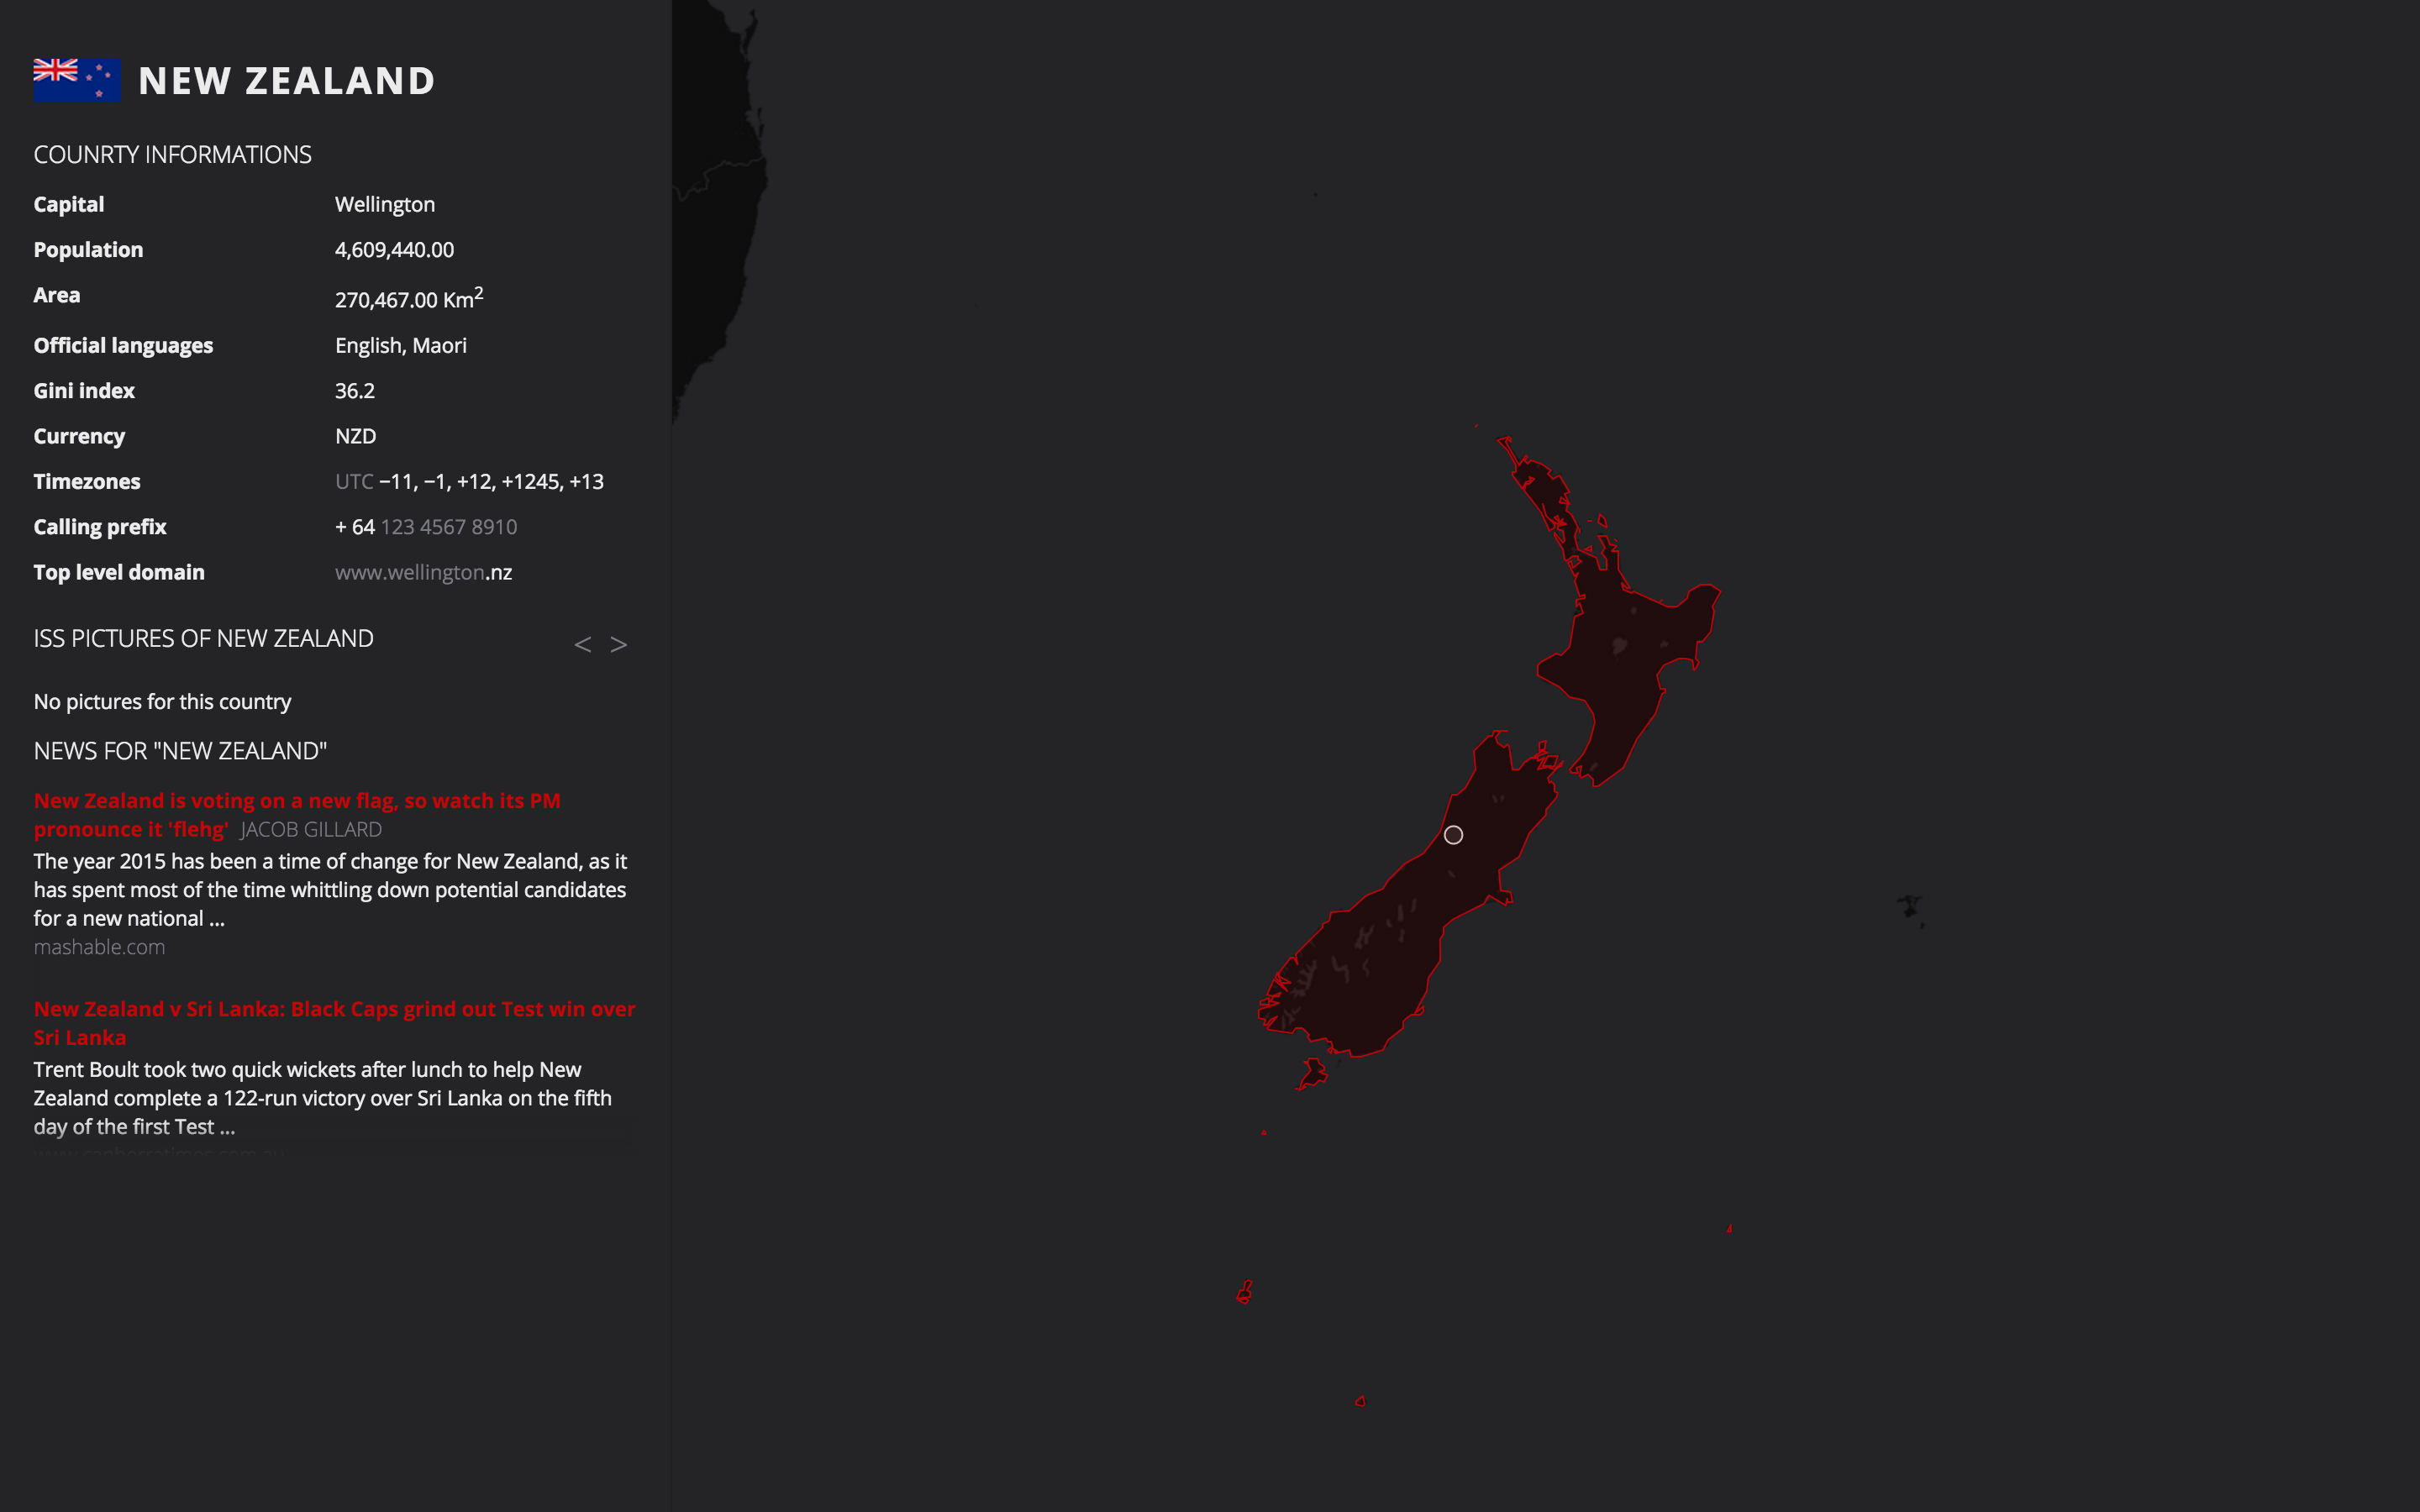 NEW ZEALAND
COUNRTY INFORMATIONS
Capital Wellington
Population 4,609,440.00
Area 270,467.00 Km2
Official languages English, Maori
Gini index 36.2
Currency NZD
Timezones UTC −11, −1, +12, +1245, +13
Calling prefix + 64 123 4567 8910
Top level domain www.wellington.nz
ISS PICTURES OF NEW ZEALAND < >
No pictures for this country
NEWS FOR "NEW ZEALAND"
New Zealand is voting on a new flag, so watch its PM
pronounce it 'flehg' JACOB GILLARD
The year 2015 has been a time of change for New Zealand, as it
has spent most of the time whittling down potential candidates
for a new national ...
mashable.com
New Zealand v Sri Lanka: Black Caps grind out Test win over
Sri Lanka
Trent Boult took two quick wickets after lunch to help New
Zealand complete a 122-run victory over Sri Lanka on the fifth
day of the first Test ...